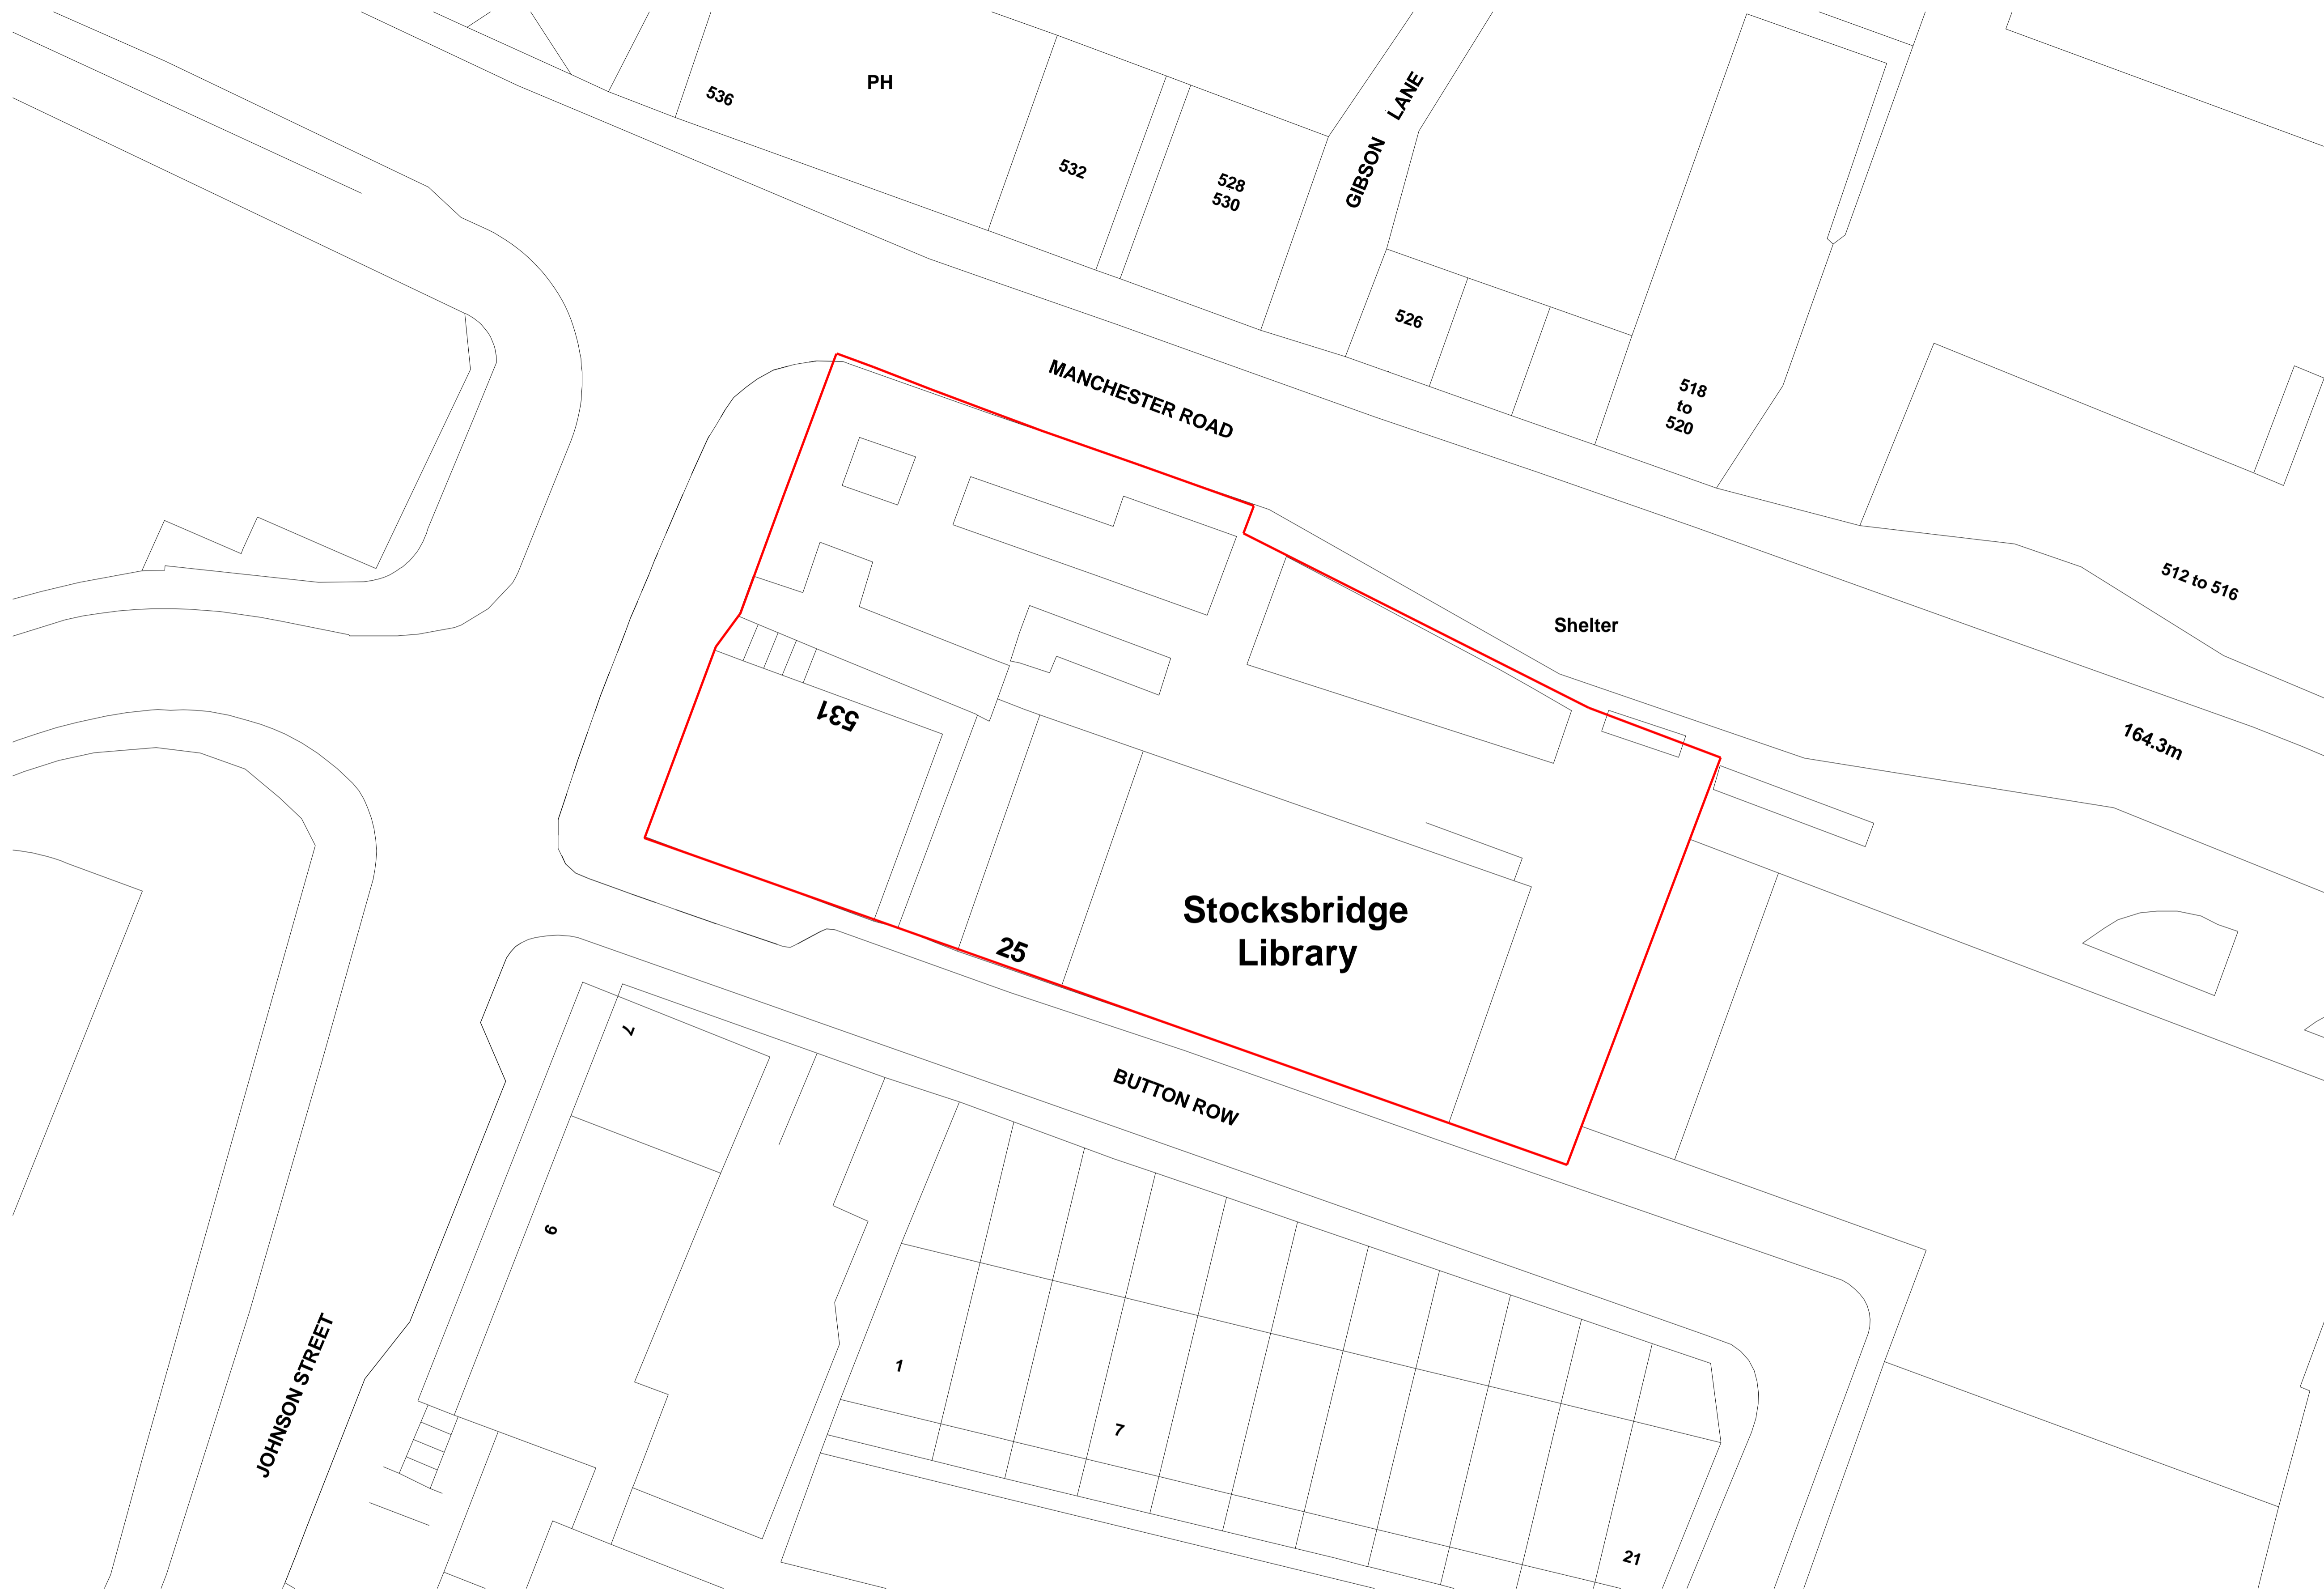 PH
536
532
528
530
GIBSON LANE
526
MANCHESTER ROAD
518
to
520
512 to 516
Shelter
164.3m
531
Stocksbridge
Library
25
7
BUTTON ROW
9
JOHNSON STREET
1
7
21